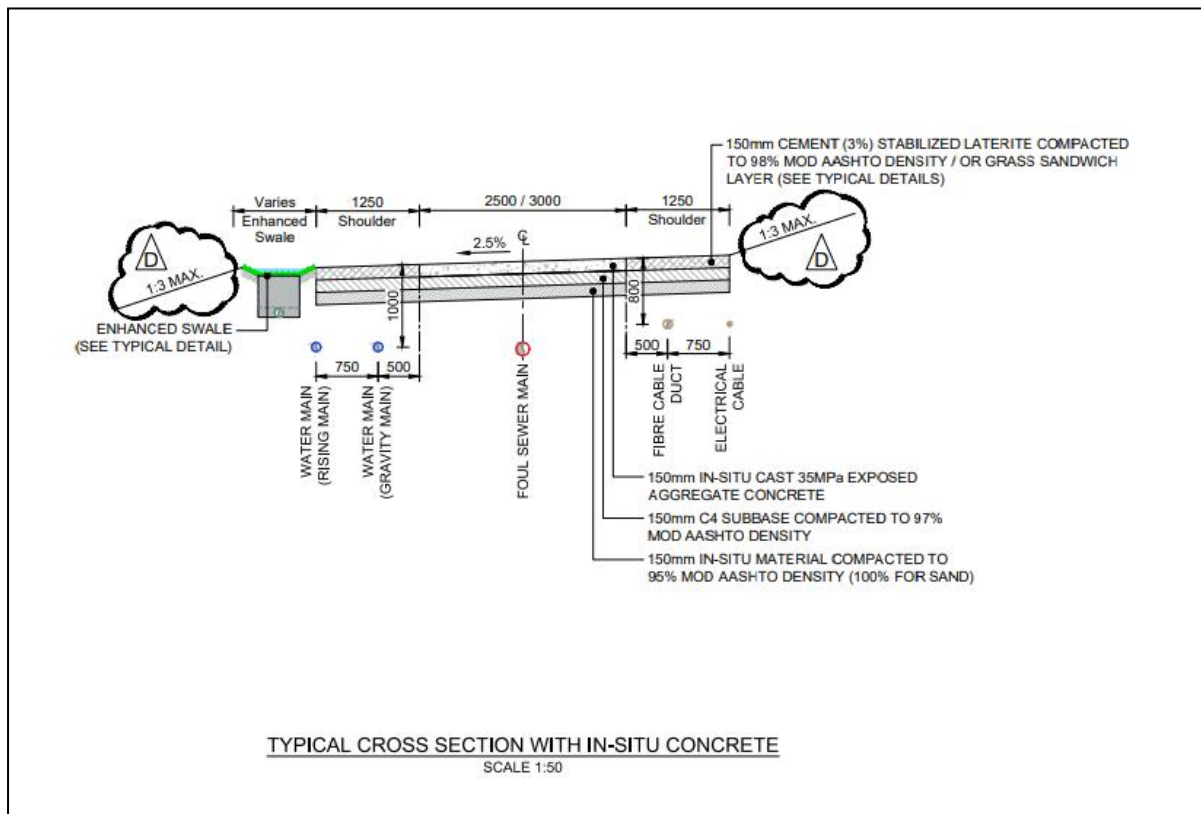 150mm CEMENT (3%) STABILIZED LATERITE COMPACTED
TO 98% MOD AASHTO DENSITY / OR GRASS SANDWICH
LAYER (SEE TYPICAL DETAILS)
Varies
Enhanced
Swale
1250
Shoulder
2500 / 3000
1250
Shoulder
℄
2.5%
D
1:3 MAX.
1:3 MAX.
D
1000
800
ENHANCED SWALE
(SEE TYPICAL DETAIL)
750
500
500
750
WATER MAIN
(RISING MAIN)
WATER MAIN
(GRAVITY MAIN)
FOUL SEWER MAIN
FIBRE CABLE
DUCT
ELECTRICAL
CABLE
150mm IN-SITU CAST 35MPa EXPOSED
AGGREGATE CONCRETE
150mm C4 SUBBASE COMPACTED TO 97%
MOD AASHTO DENSITY
150mm IN-SITU MATERIAL COMPACTED TO
95% MOD AASHTO DENSITY (100% FOR SAND)
TYPICAL CROSS SECTION WITH IN-SITU CONCRETE
SCALE 1:50